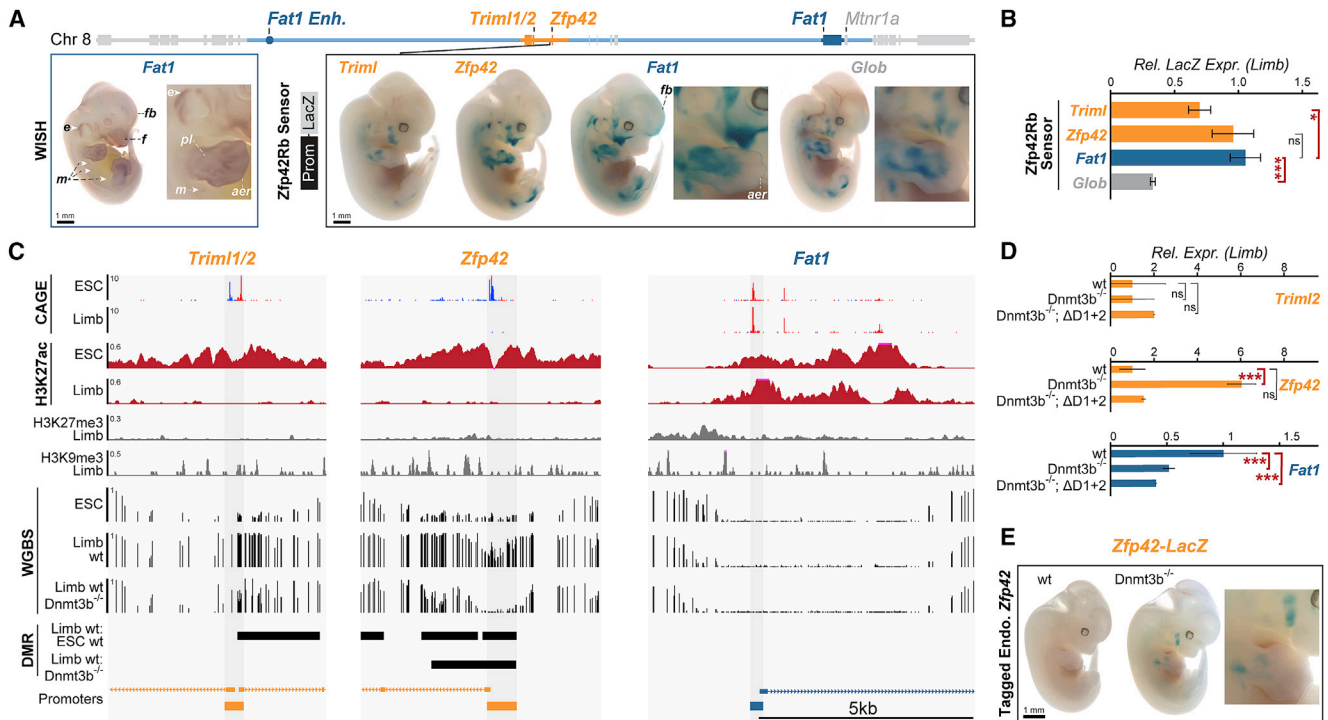 A
Fat1 Enh.
Triml1/2
Zfp42
Fat1
Mtnr1a
Chr 8
WISH
Fat1
e
fb
e
f
m
pl
m
aer
1 mm
Zfp42Rb Sensor
Prom LacZ
Triml
Zfp42
Fat1
fb
Glob
aer
1 mm
B
Rel. LacZ Expr. (Limb)
0 0.5 1.0 1.5
Zfp42Rb
Sensor
Triml
Zfp42
Fat1
Glob
*
ns
***
C
Triml1/2
Zfp42
Fat1
CAGE
ESC
10
Limb
10
H3K27ac
ESC
0.6
Limb
0.6
H3K27me3
Limb
0.3
H3K9me3
Limb
0.5
WGBS
ESC
1
Limb
wt
1
Limb wt
Dnmt3b-/-
1
DMR
Limb wt:
ESC wt
Limb wt:
Dnmt3b-/-
Promoters
5kb
D
Rel. Expr. (Limb)
0 2 4 6 8
wt
Dnmt3b-/-
Dnmt3b-/-; ΔD1+2
ns
ns
Triml2
0 2 4 6 8
wt
Dnmt3b-/-
Dnmt3b-/-; ΔD1+2
***
ns
Zfp42
0 0.5 1 1.5
wt
Dnmt3b-/-
Dnmt3b-/-; ΔD1+2
***
***
Fat1
E
Zfp42-LacZ
Tagged Endo. Zfp42
wt
Dnmt3b-/-
1 mm